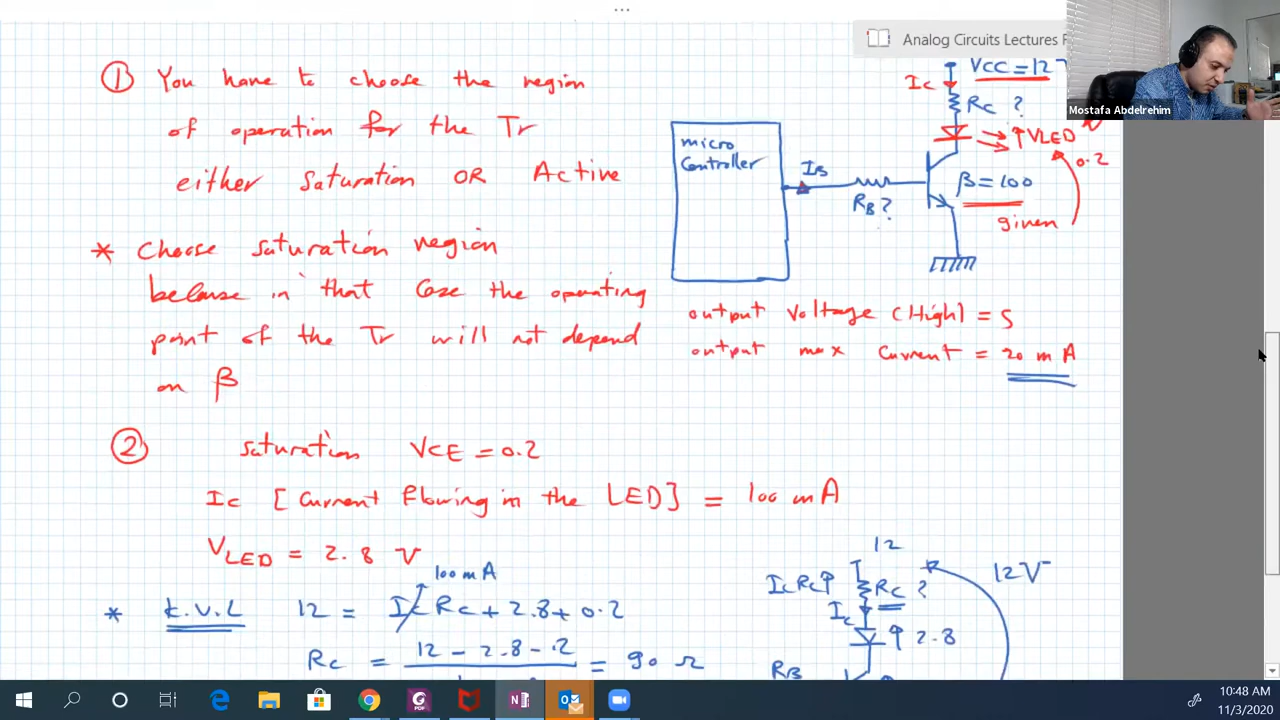 Analog Circuits Lectures
Mostafa Abdelrehim
① You have to choose the region
of operation for the Tr
either saturation OR Active
* Choose saturation region
because in that case the operating
point of the Tr will not depend
on β
VCC = 12
Ic
Rc ?
VLED
0.2
micro
Controller
IB
RB ?
β = 100
given
output voltage (High) = 5
output max current = 20 mA
② saturation VCE = 0.2
Ic [Current flowing in the LED] = 100 mA
VLED = 2.8 V
100 mA
* K.V.L 12 = Ic Rc + 2.8 + 0.2
Rc = 12 - 2.8 - .2 = 90 Ω
12
Ic Rc
Rc ?
12V
Ic
2.8
RB
10:48 AM
11/3/2020